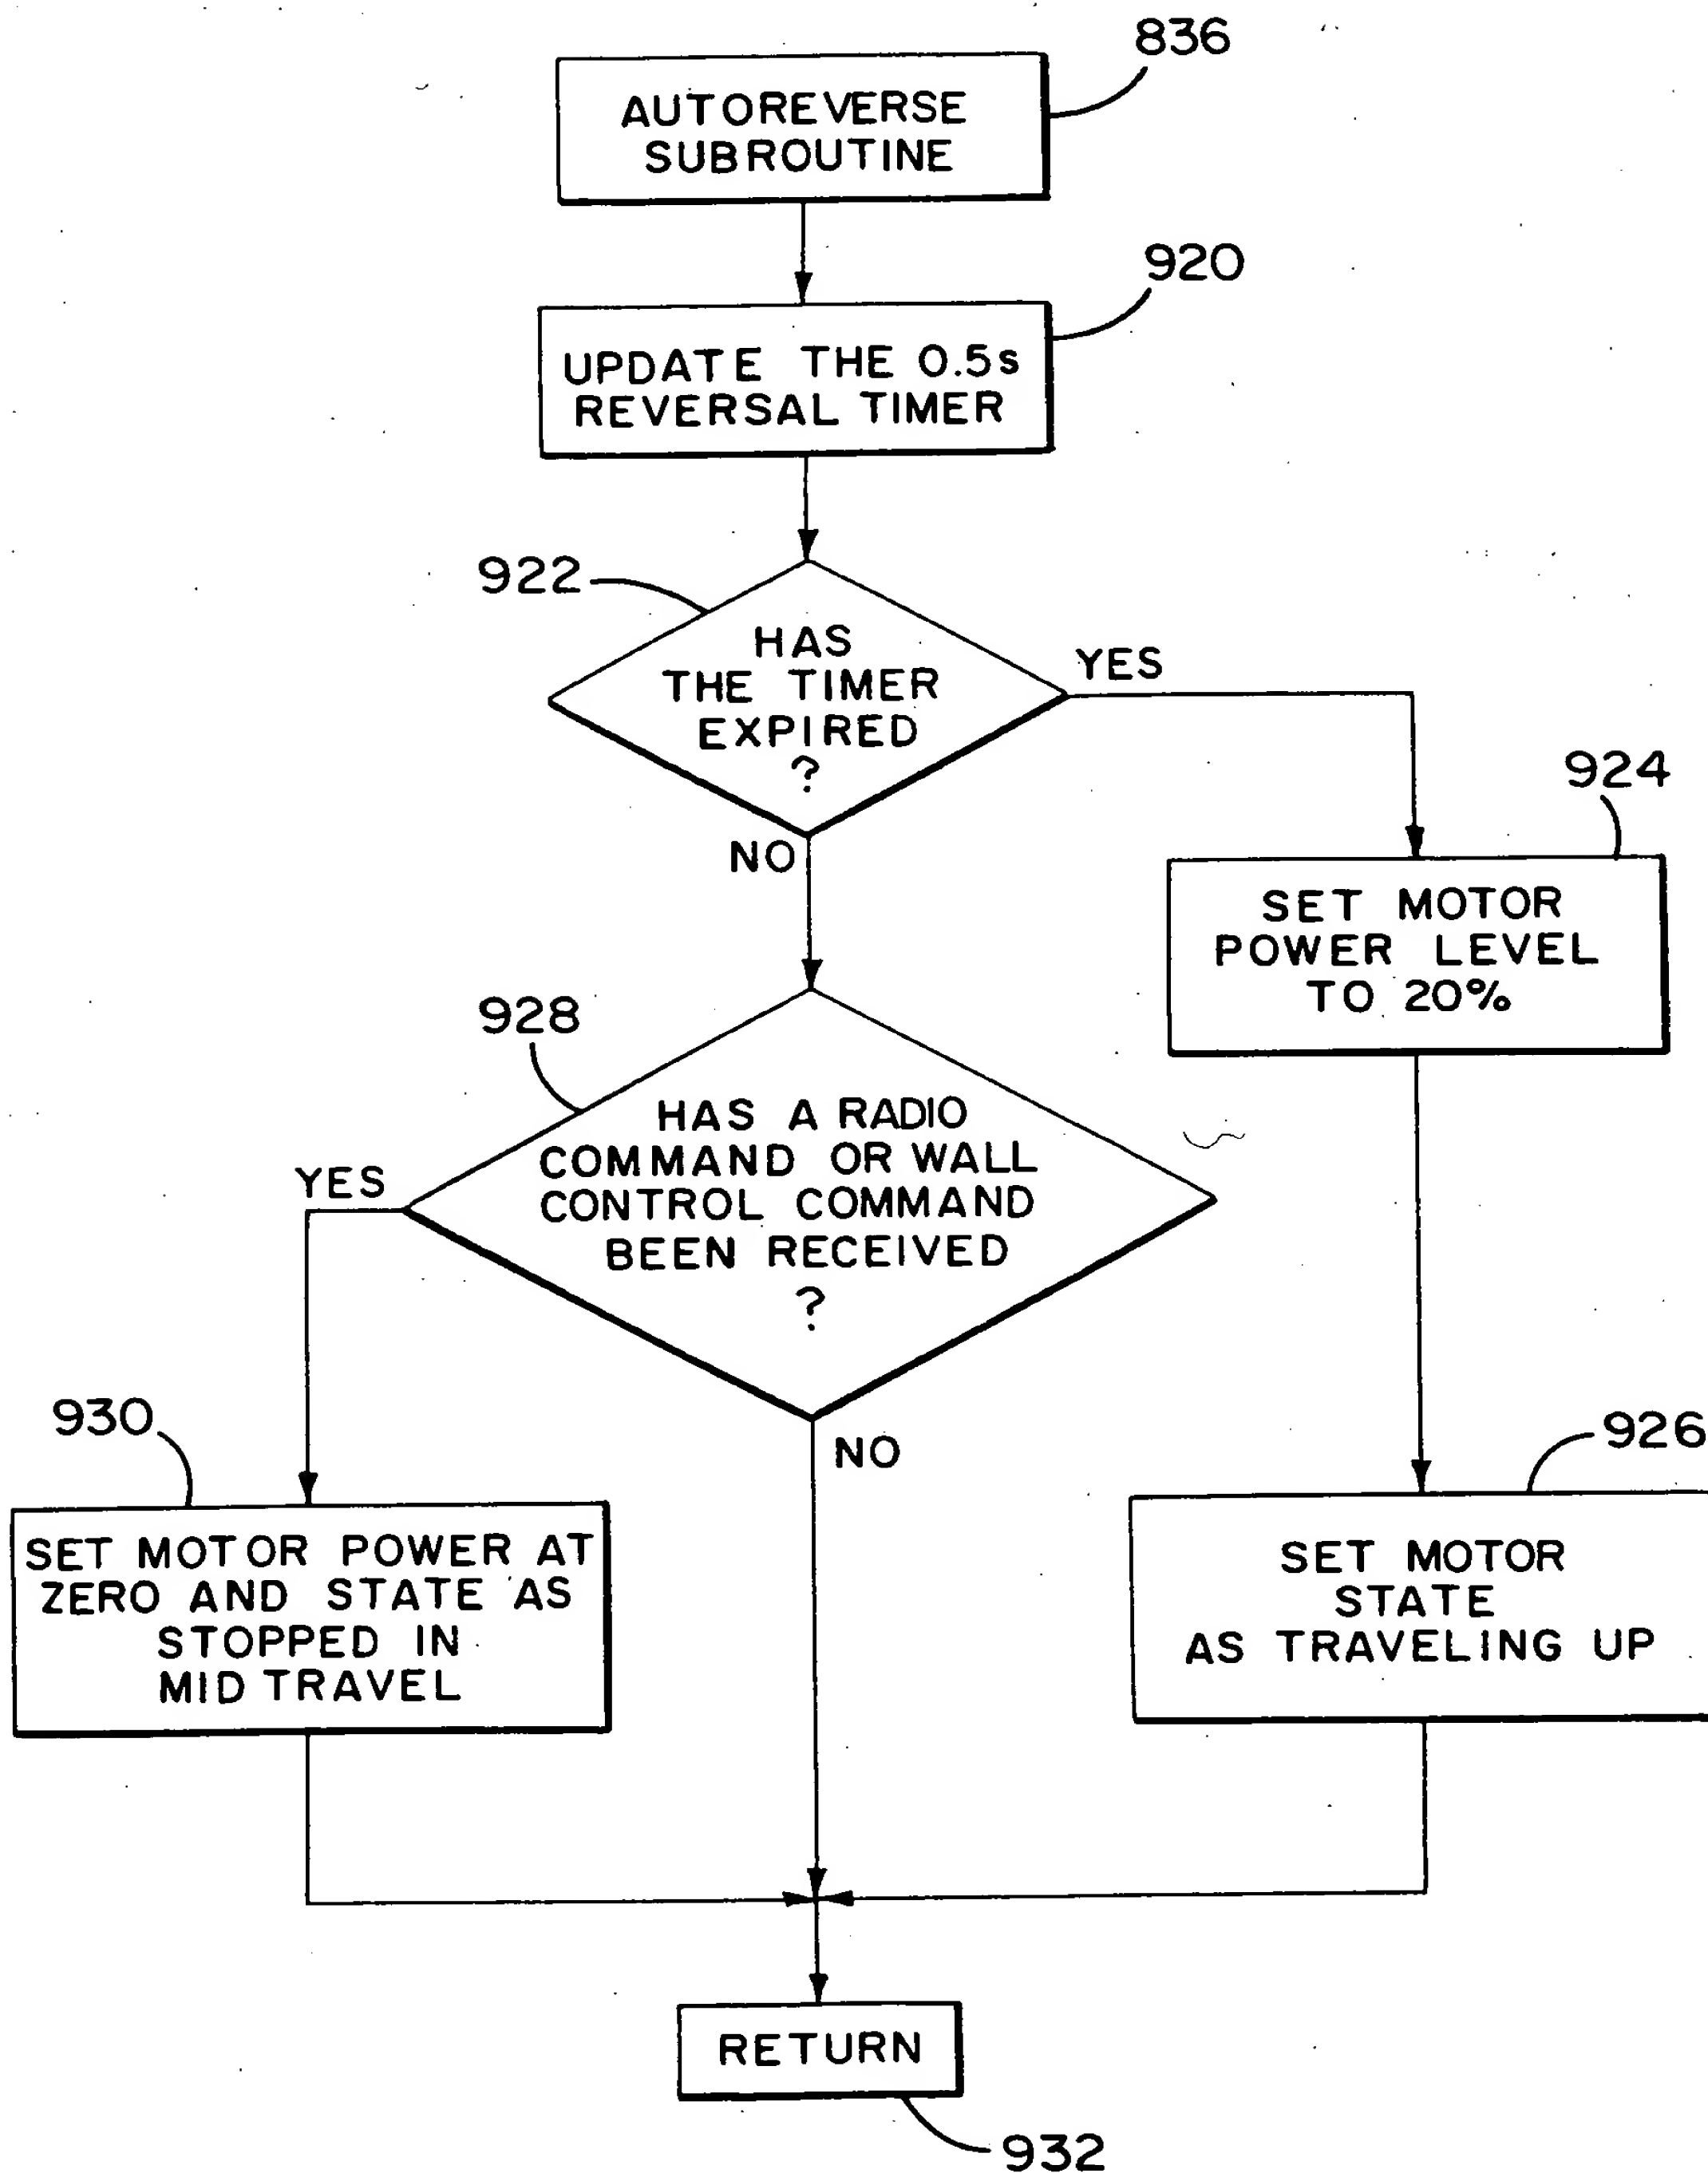 836
AUTOREVERSE
SUBROUTINE
920
UPDATE THE 0.5s
REVERSAL TIMER
922
HAS
THE TIMER
EXPIRED
?
YES
NO
924
SET MOTOR
POWER LEVEL
TO 20%
928
HAS A RADIO
COMMAND OR WALL
CONTROL COMMAND
BEEN RECEIVED
?
YES
NO
930
SET MOTOR POWER AT
ZERO AND STATE AS
STOPPED IN
MID TRAVEL
926
SET MOTOR
STATE
AS TRAVELING UP
RETURN
932